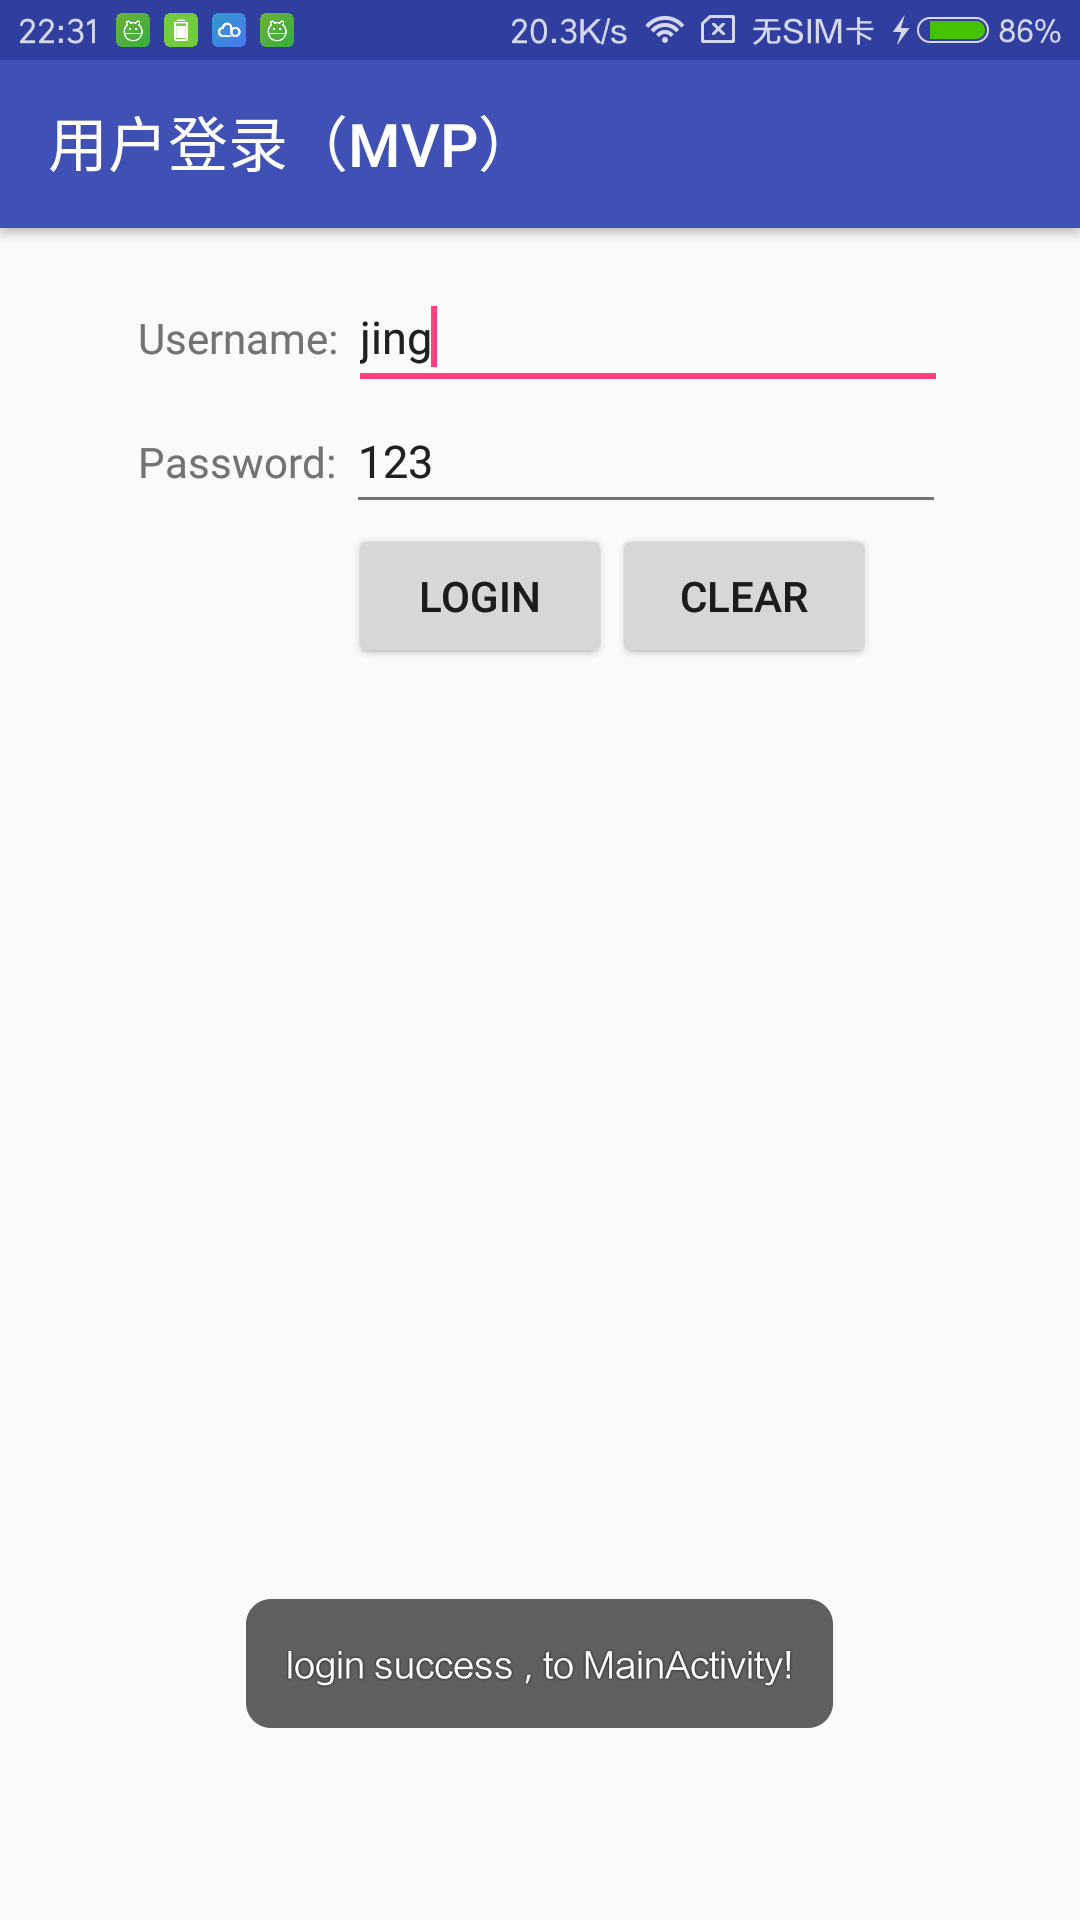 22:31 20.3K/s 无SIM卡 86%
用户登录（MVP）
Username: jing
Password: 123
LOGIN CLEAR
login success , to MainActivity!